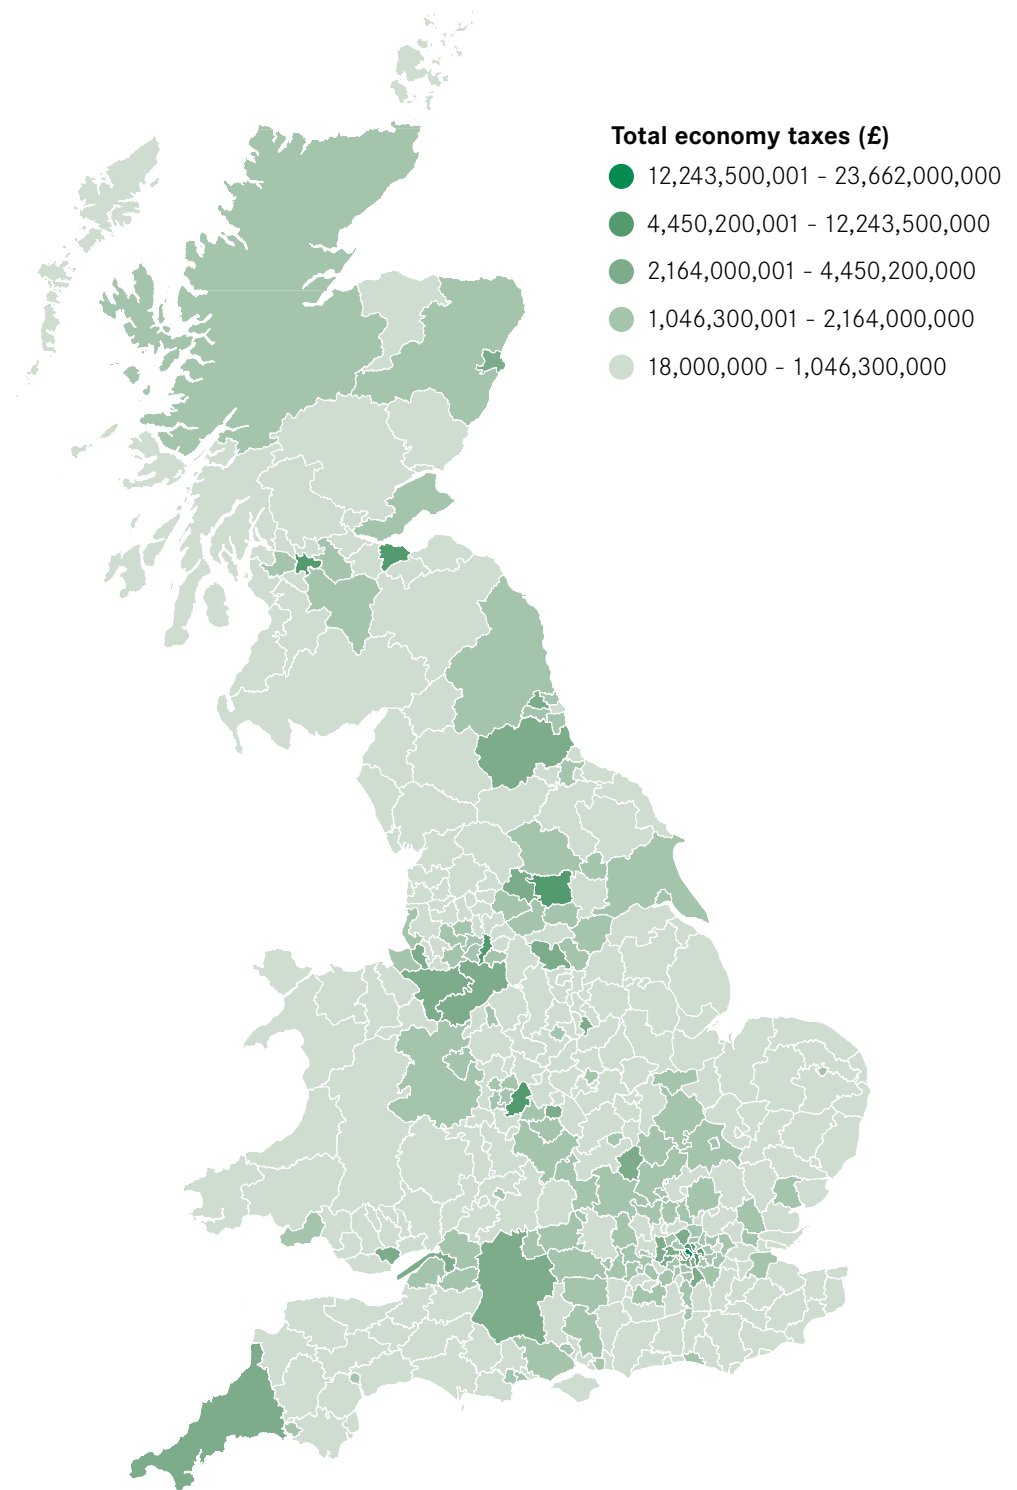 Total economy taxes (£)
12,243,500,001 - 23,662,000,000
4,450,200,001 - 12,243,500,000
2,164,000,001 - 4,450,200,000
1,046,300,001 - 2,164,000,000
18,000,000 - 1,046,300,000